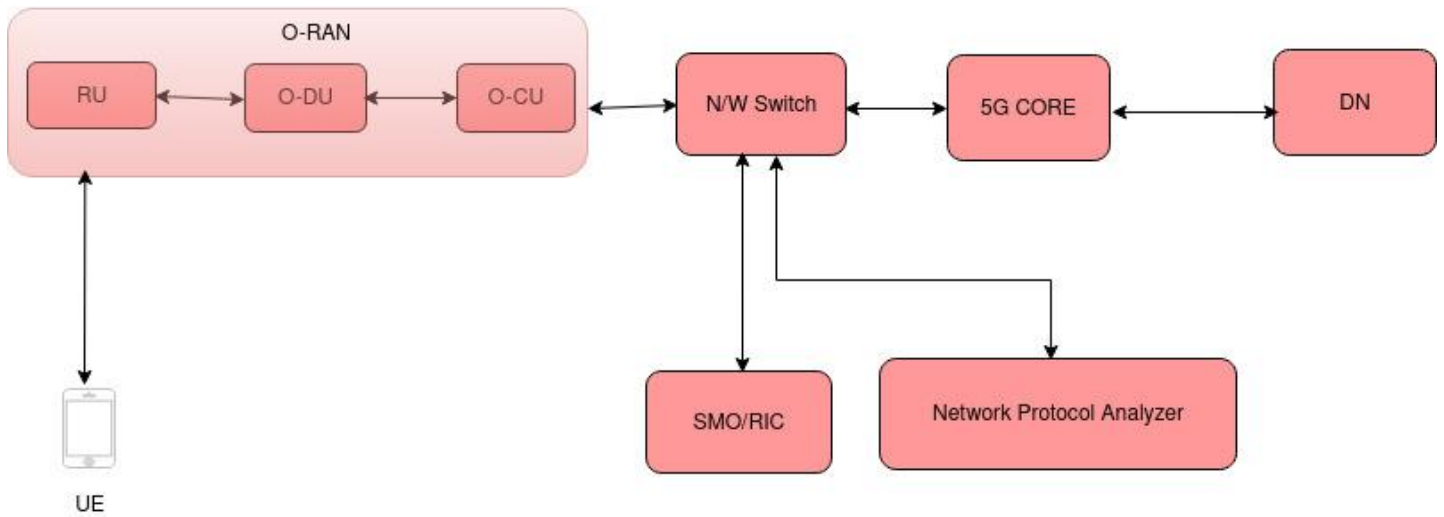 O-RAN
RU
O-DU
O-CU
N/W Switch
5G CORE
DN
SMO/RIC
Network Protocol Analyzer
UE